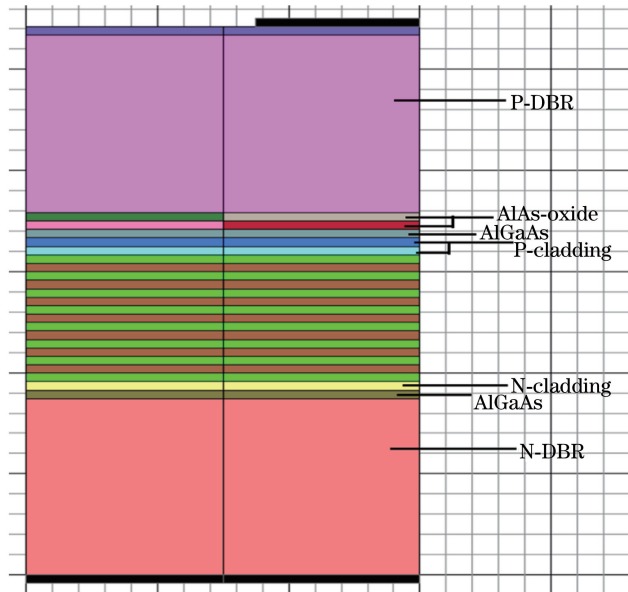 P-DBR
AlAs-oxide
AlGaAs
P-cladding
N-cladding
AlGaAs
N-DBR